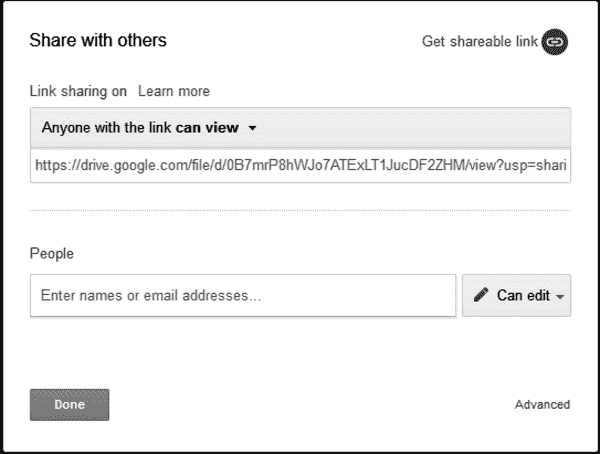 Share with others Get shareable link
Link sharing on Learn more
Anyone with the link can view
https://drive.google.com/file/d/0B7mrP8hWJo7ATExLT1JucDF2ZHM/view?usp=shari
People
Enter names or email addresses... Can edit
Done Advanced